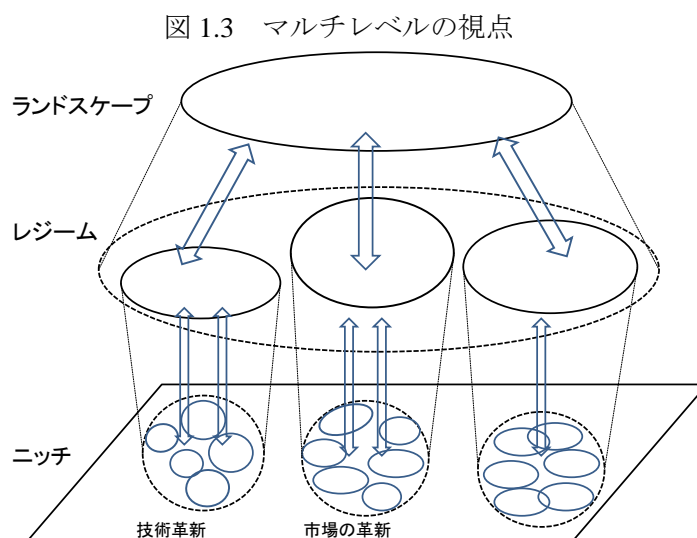 図 1.3　マルチレベルの視点
ランドスケープ
レジーム
ニッチ
技術革新
市場の革新